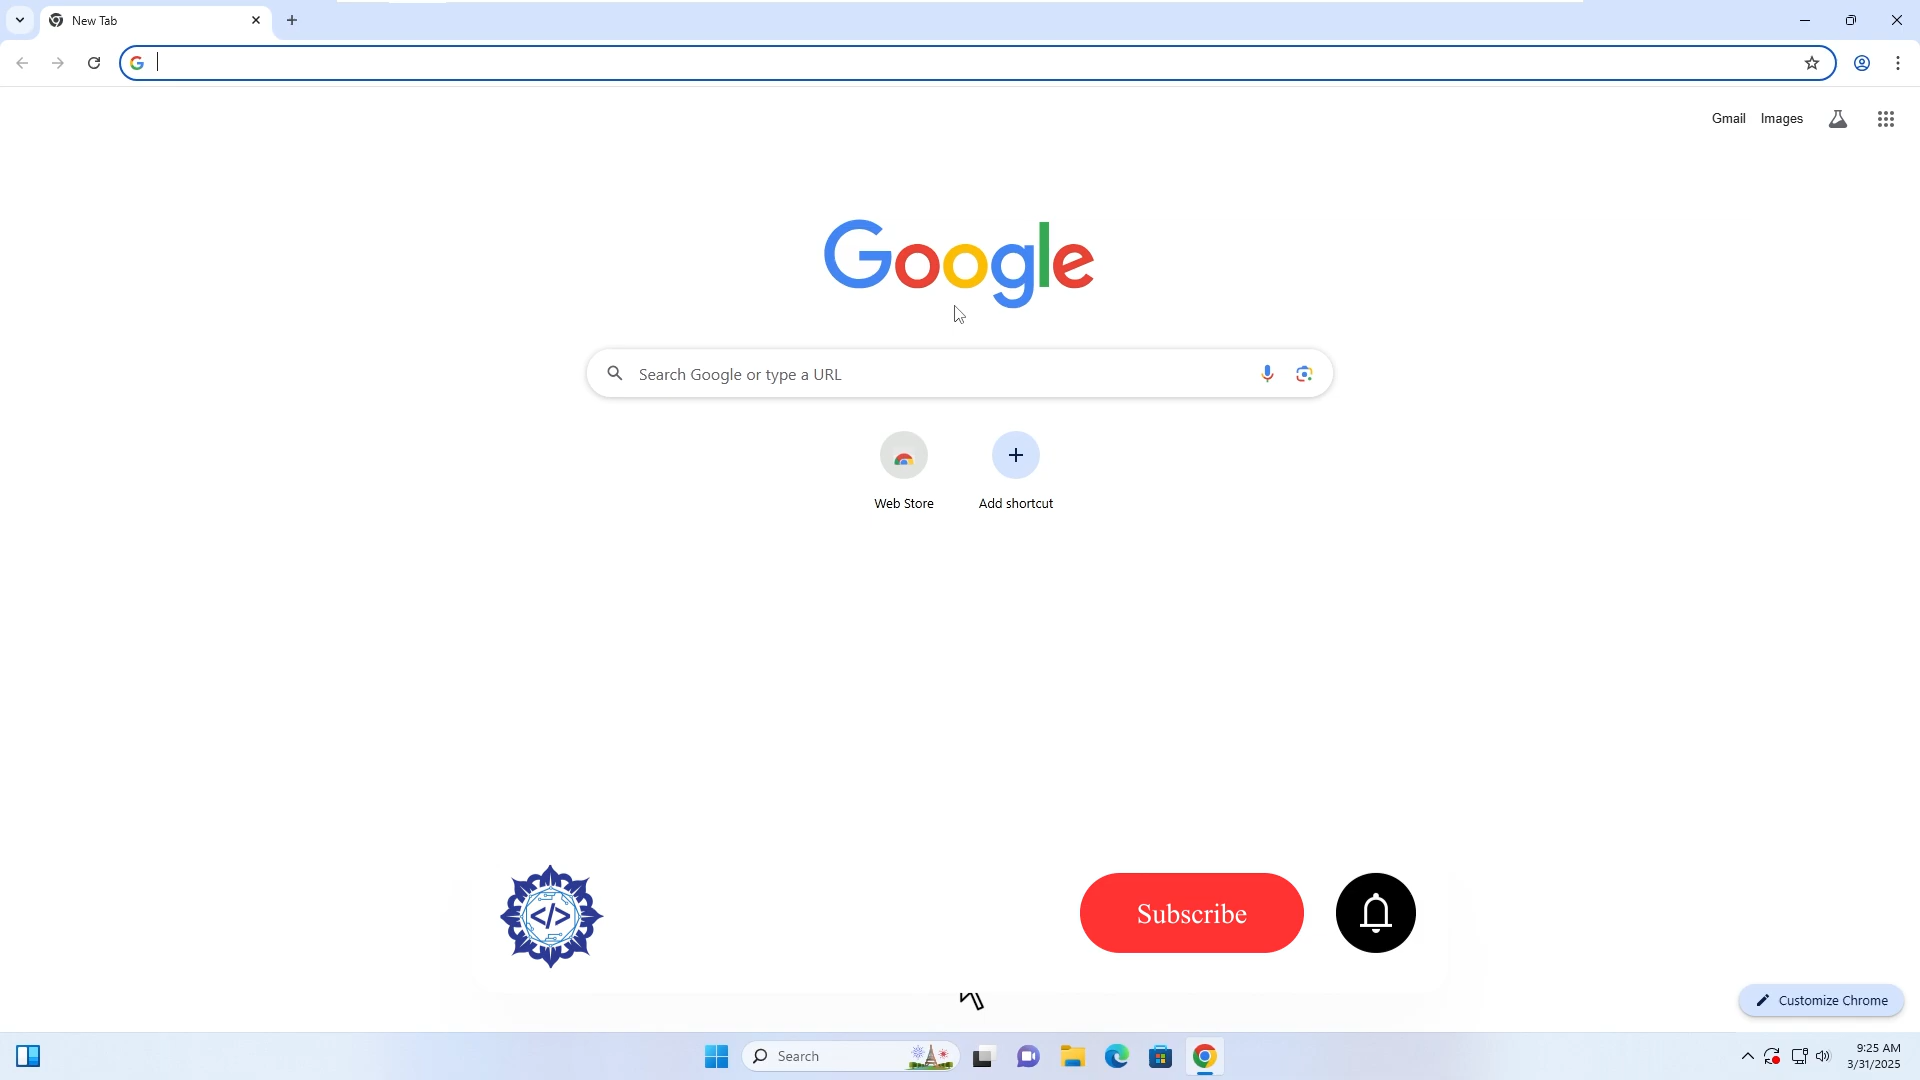 New Tab
Gmail Images
Google
Search Google or type a URL
Web Store Add shortcut
</>
Subscribe
Customize Chrome
Search
9:25 AM
3/31/2025